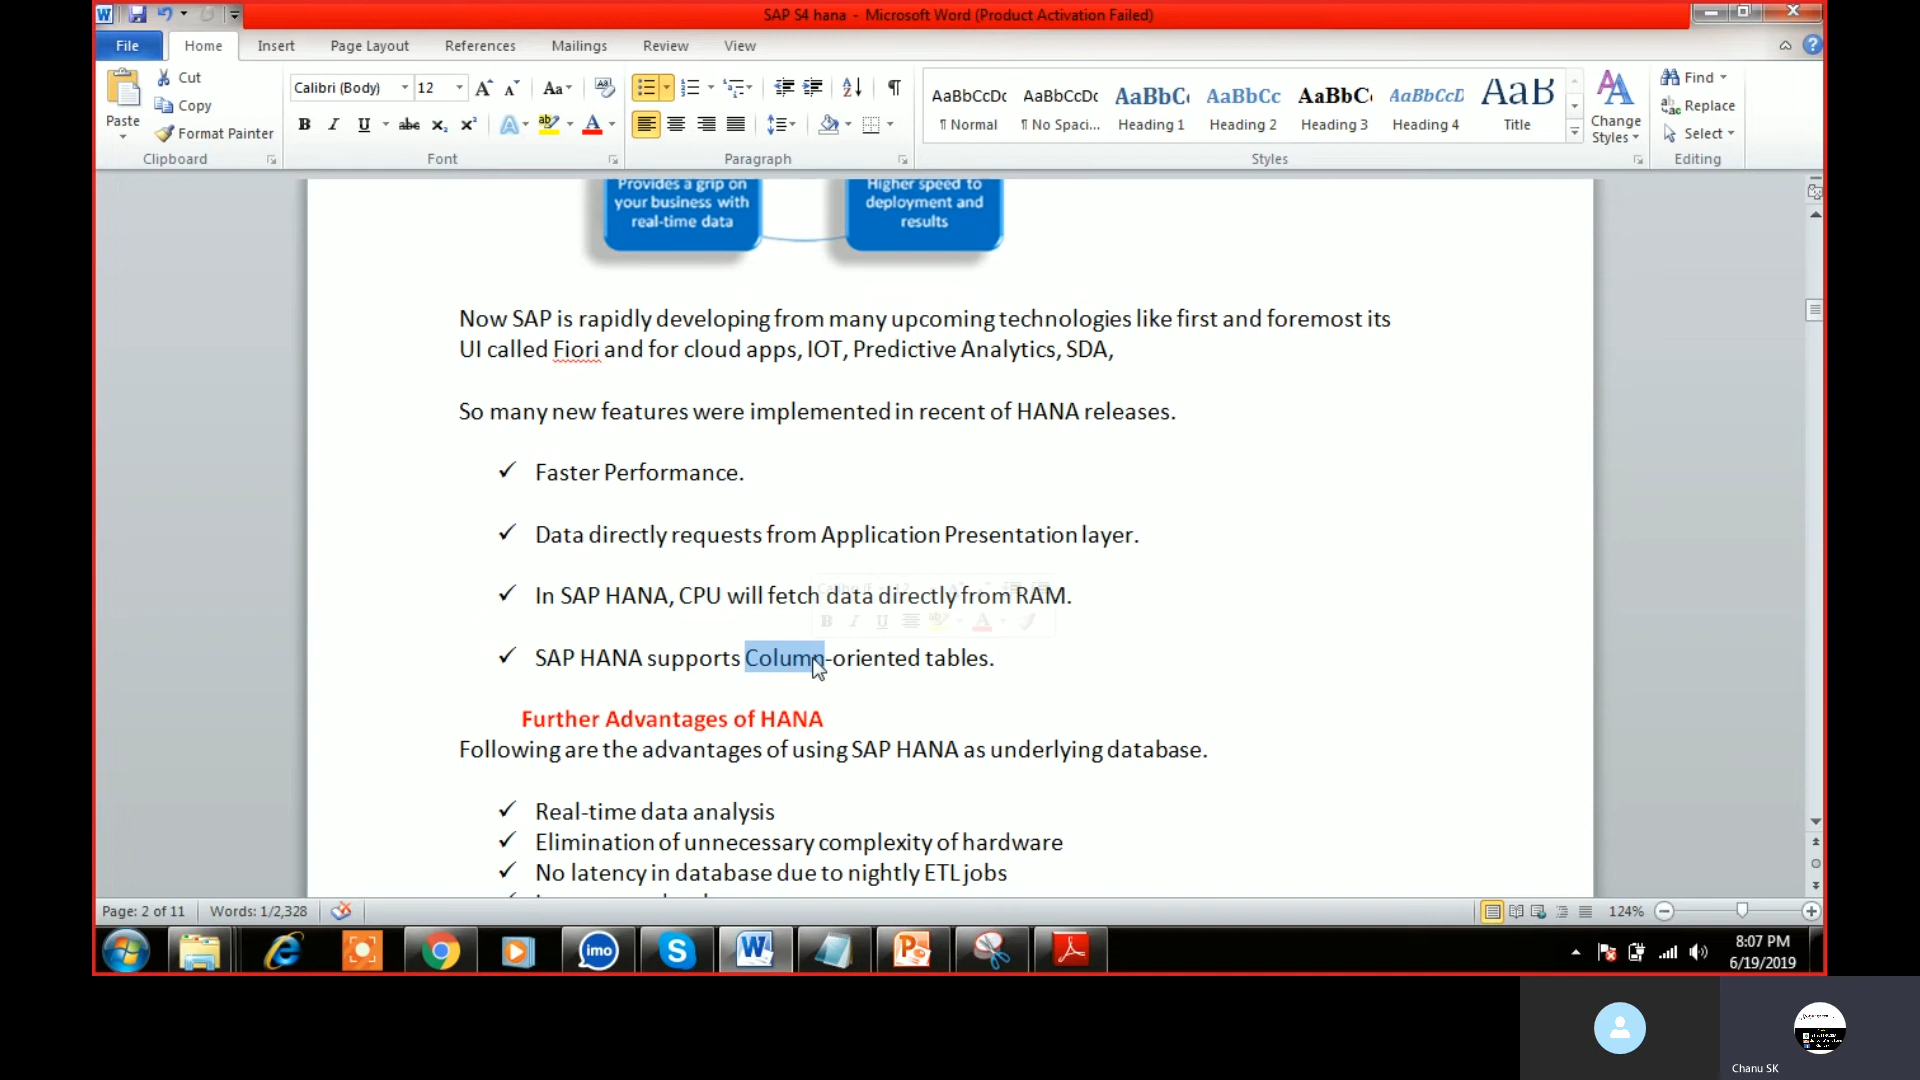 SAP S4 hana - Microsoft Word (Product Activation Failed)
File Home Insert Page Layout References Mailings Review View
Paste
Cut
Copy
Format Painter
Clipboard
Calibri (Body) 12
Font
Paragraph
AaBbCcDc AaBbCcDc AaBbC AaBbCc AaBbC AaBbCcD AaB
¶ Normal ¶ No Spaci... Heading 1 Heading 2 Heading 3 Heading 4 Title
Styles
Change
Styles
Find
Replace
Select
Editing
Provides a grip on
your business with
real-time data
Higher speed to
deployment and
results
Now SAP is rapidly developing from many upcoming technologies like first and foremost its
UI called Fiori and for cloud apps, IOT, Predictive Analytics, SDA,
So many new features were implemented in recent of HANA releases.
✓ Faster Performance.
✓ Data directly requests from Application Presentation layer.
✓ In SAP HANA, CPU will fetch data directly from RAM.
✓ SAP HANA supports Column-oriented tables.
Further Advantages of HANA
Following are the advantages of using SAP HANA as underlying database.
✓ Real-time data analysis
✓ Elimination of unnecessary complexity of hardware
✓ No latency in database due to nightly ETL jobs
Page: 2 of 11 Words: 1/2,328 124%
imo
8:07 PM
6/19/2019
Chanu SK